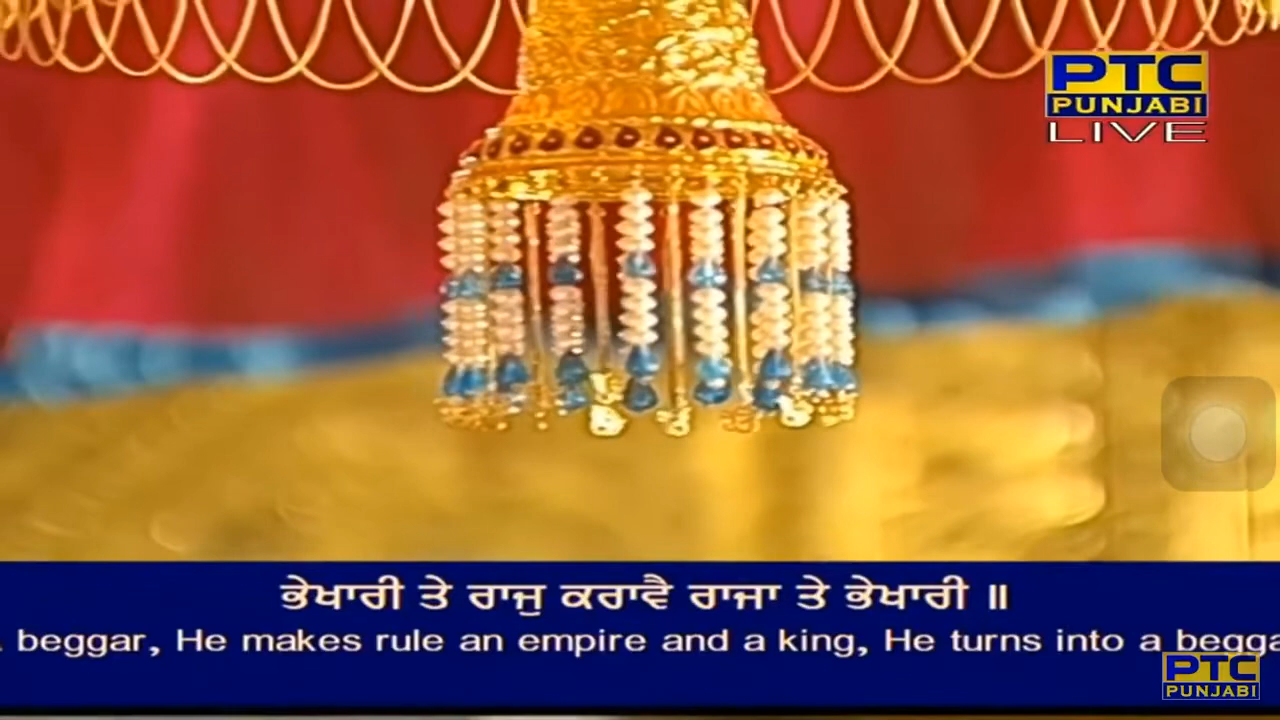 PTC
PUNJABI
LIVE
ਭੇਖਾਰੀ ਤੇ ਰਾਜੁ ਕਰਾਵੈ ਰਾਜਾ ਤੇ ਭੇਖਾਰੀ ॥
beggar, He makes rule an empire and a king, He turns into a begga
PTC
PUNJABI